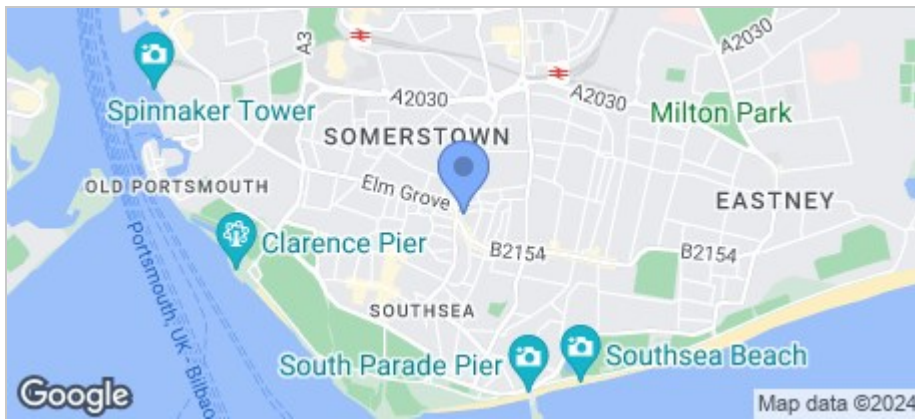 A3
A2030
A2030
A2030
Spinnaker Tower
Milton Park
SOMERSTOWN
OLD PORTSMOUTH
Elm Grove
EASTNEY
Clarence Pier
B2154
B2154
SOUTHSEA
Portsmouth, UK - Bilbao
South Parade Pier
Southsea Beach
Google
Map data ©2024